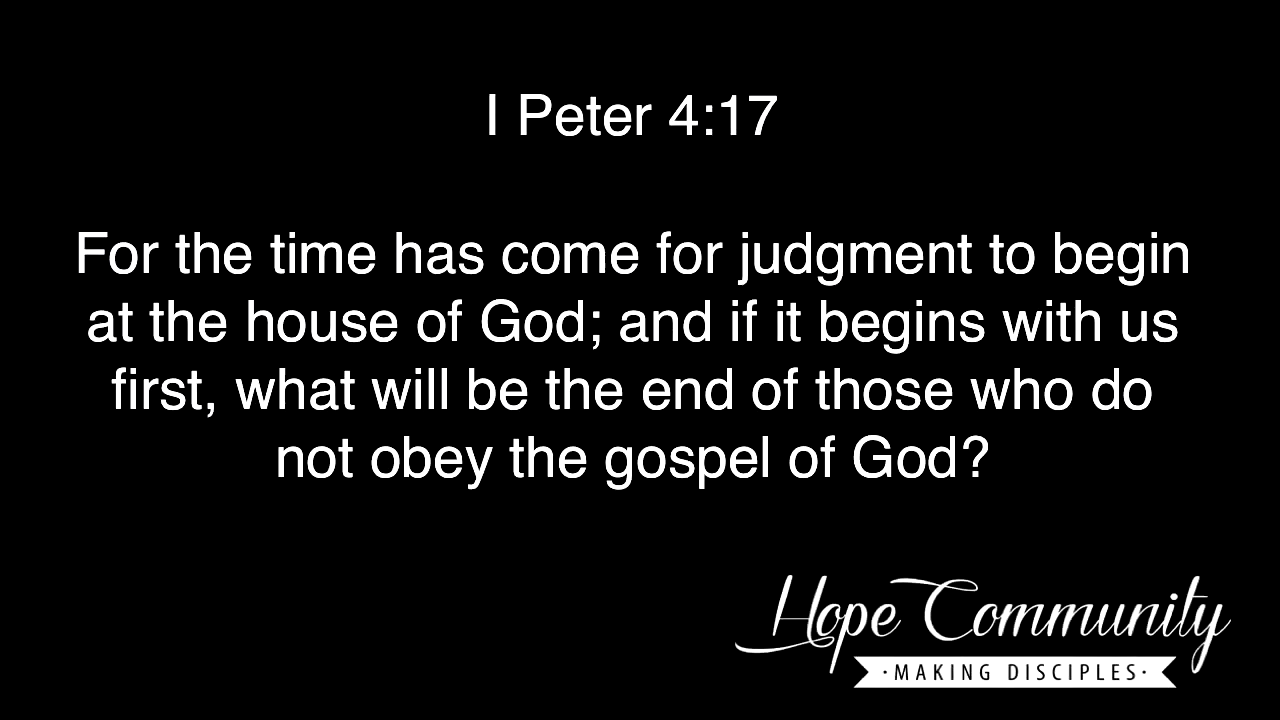 I Peter 4:17
For the time has come for judgment to begin
at the house of God; and if it begins with us
first, what will be the end of those who do
not obey the gospel of God?
Hope Community
·MAKING DISCIPLES·